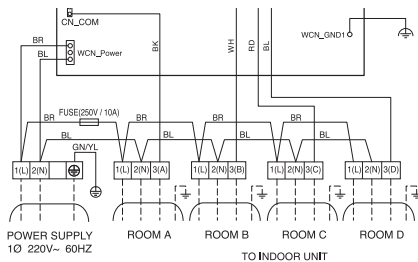 CN_COM
BR
BL
WCN_Power
BK
WH
RD
BL
WCN_GND1
FUSE(250V / 10A)
BR
BR
BR
BR
BL
BL
BL
BL
GN/YL
1(L) 2(N)
1(L) 2(N) 3(A)
1(L) 2(N) 3(B)
1(L) 2(N) 3(C)
1(L) 2(N) 3(D)
POWER SUPPLY
1Ø 220V~ 60HZ
ROOM A
ROOM B
ROOM C
ROOM D
TO INDOOR UNIT